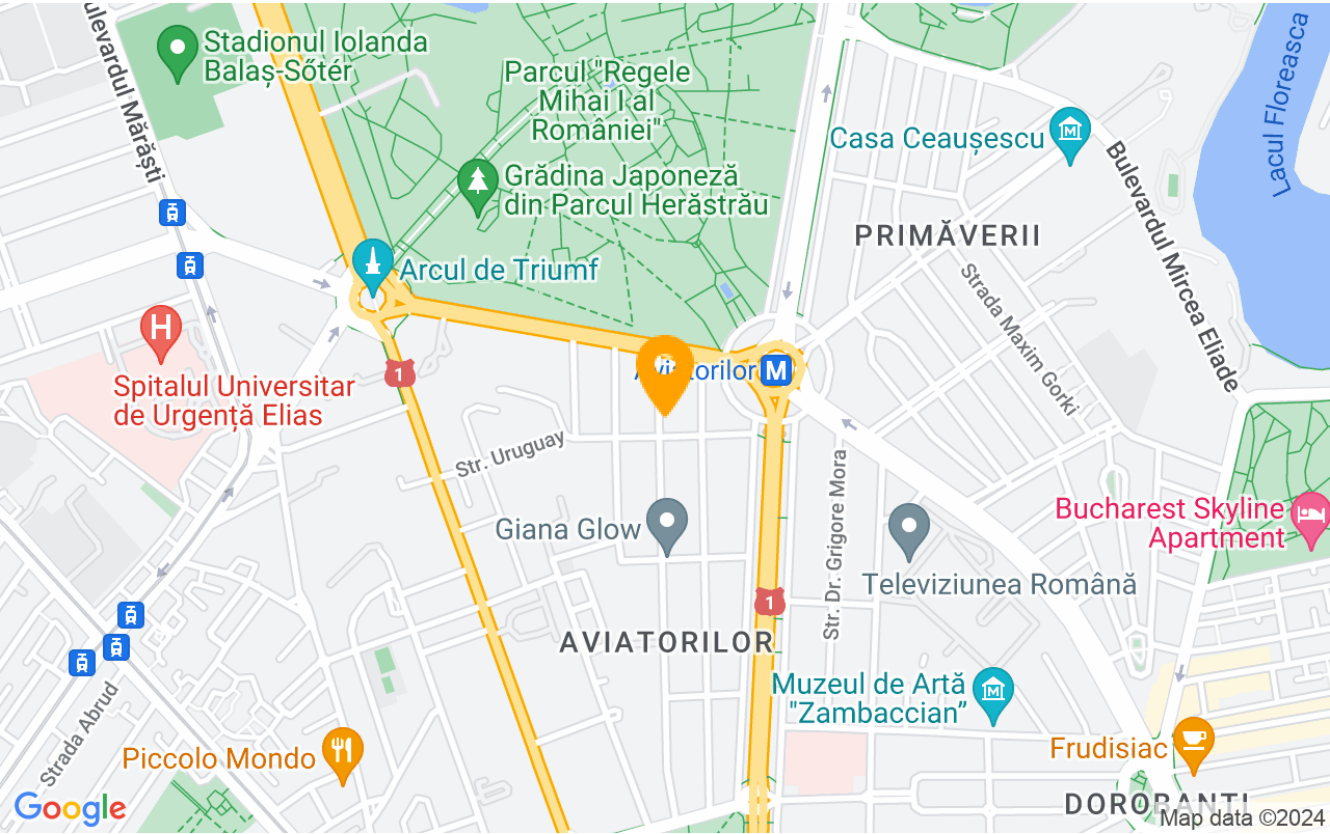 Bulevardul Mărăști
Stadionul Iolanda
Balaș-Sőtér
Parcul "Regele
Mihai I al
României"
Lacul Floreasca
Casa Ceaușescu
M
Grădina Japoneză
din Parcul Herăstrău
Bulevardul Mircea Eliade
PRIMĂVERII
Arcul de Triumf
Strada Maxim Gorki
H
Spitalul Universitar
de Urgență Elias
1
M
Str. Uruguay
Giana Glow
Str. Dr. Grigore Mora
Bucharest Skyline
Apartment
Televiziunea Română
1
AVIATORILOR
Muzeul de Artă
"Zambaccian”
M
Strada Abrud
Piccolo Mondo
Frudisiac
Google
DOROBANȚI
Map data ©2024